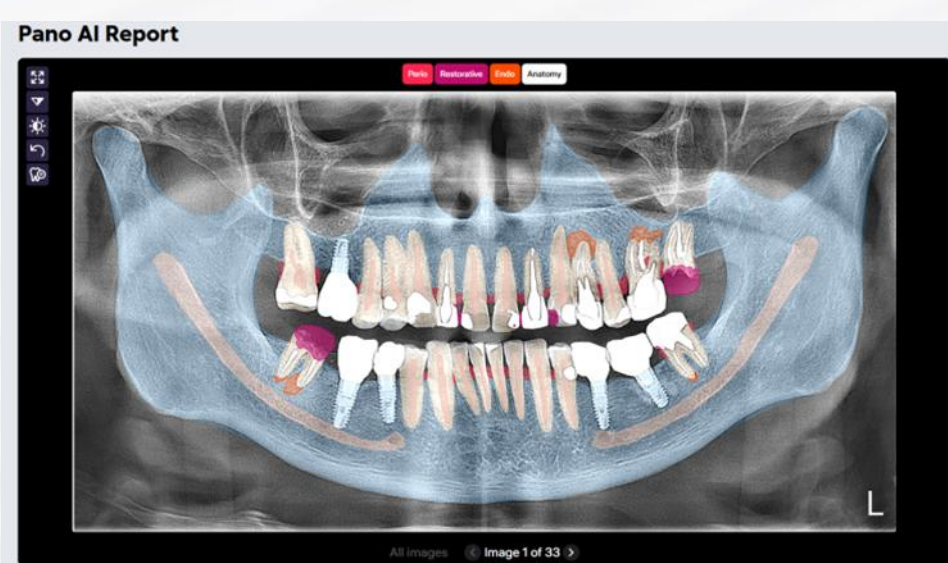 Pano AI Report
Perio Restorative Endo Anatomy
L
All images Image 1 of 33